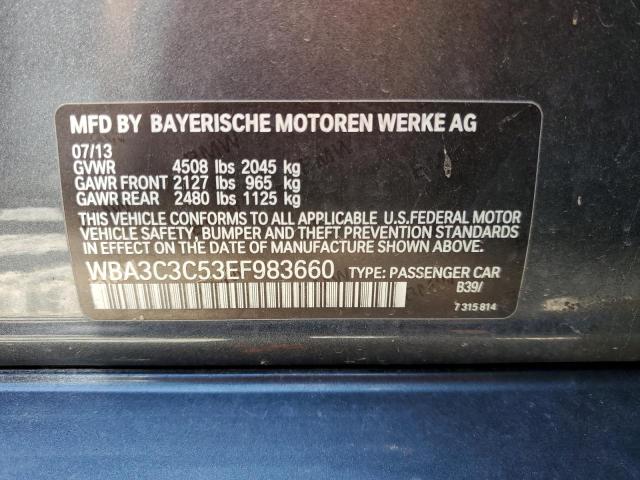 MFD BY BAYERISCHE MOTOREN WERKE AG
07/13
GVWR 4508 lbs 2045 kg
GAWR FRONT 2127 lbs 965 kg
GAWR REAR 2480 lbs 1125 kg
THIS VEHICLE CONFORMS TO ALL APPLICABLE U.S.FEDERAL MOTOR
VEHICLE SAFETY, BUMPER AND THEFT PREVENTION STANDARDS
IN EFFECT ON THE DATE OF MANUFACTURE SHOWN ABOVE.
WBA3C3C53EF983660 TYPE: PASSENGER CAR
B39/
7 315 814